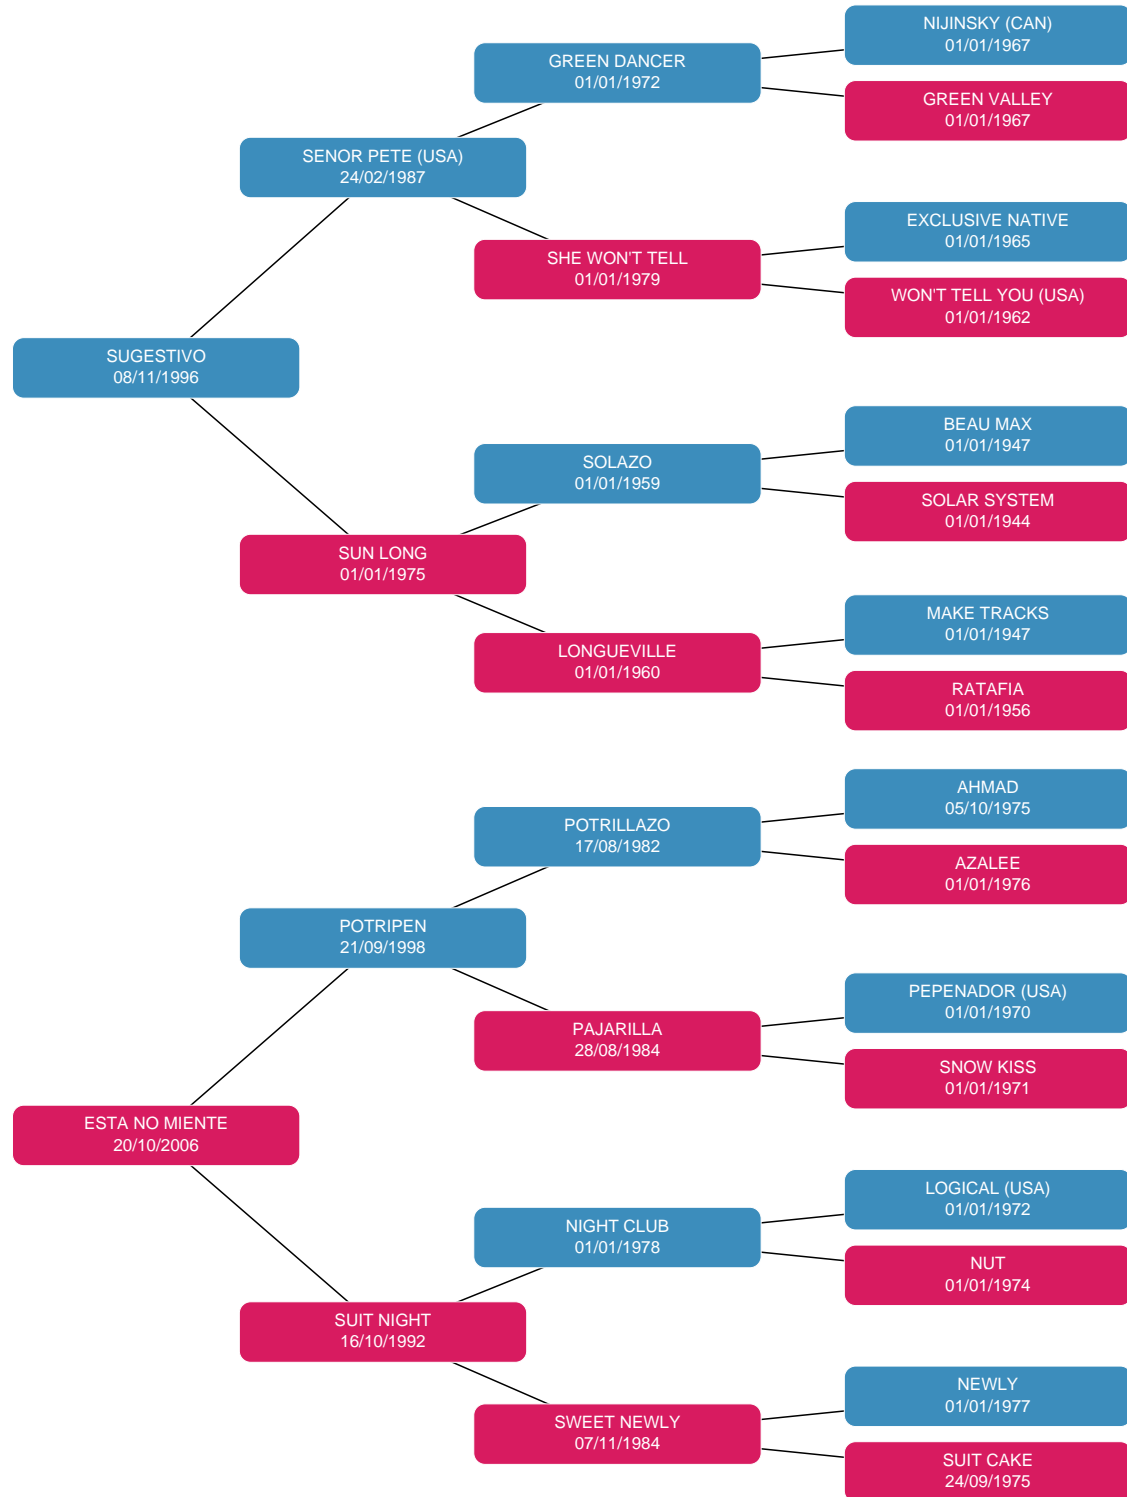 NIJINSKY (CAN)
01/01/1967
GREEN DANCER
01/01/1972
GREEN VALLEY
01/01/1967
SENOR PETE (USA)
24/02/1987
EXCLUSIVE NATIVE
01/01/1965
SHE WON'T TELL
01/01/1979
WON'T TELL YOU (USA)
01/01/1962
SUGESTIVO
08/11/1996
BEAU MAX
01/01/1947
SOLAZO
01/01/1959
SOLAR SYSTEM
01/01/1944
SUN LONG
01/01/1975
MAKE TRACKS
01/01/1947
LONGUEVILLE
01/01/1960
RATAFIA
01/01/1956
AHMAD
05/10/1975
POTRILLAZO
17/08/1982
AZALEE
01/01/1976
POTRIPEN
21/09/1998
PEPENADOR (USA)
01/01/1970
PAJARILLA
28/08/1984
SNOW KISS
01/01/1971
ESTA NO MIENTE
20/10/2006
LOGICAL (USA)
01/01/1972
NIGHT CLUB
01/01/1978
NUT
01/01/1974
SUIT NIGHT
16/10/1992
NEWLY
01/01/1977
SWEET NEWLY
07/11/1984
SUIT CAKE
24/09/1975